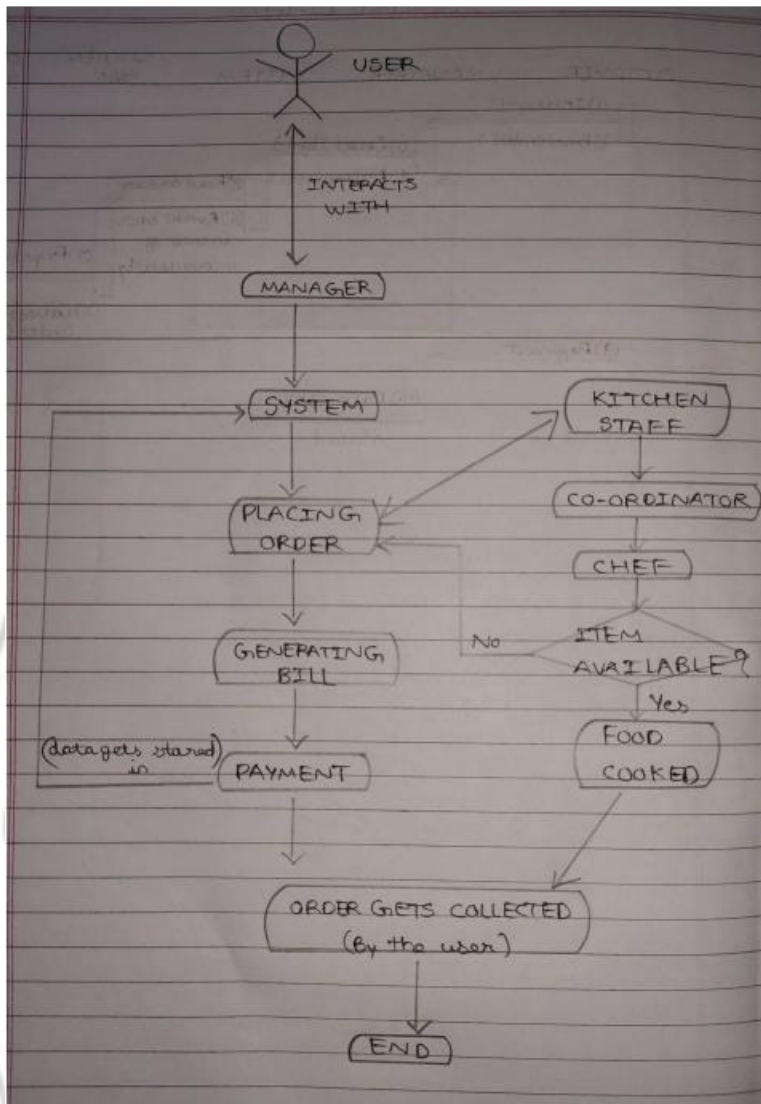 USER
INTERACTS
WITH
MANAGER
SYSTEM
KITCHEN
STAFF
PLACING
ORDER
CO-ORDINATOR
CHEF
No
ITEM
AVAILABLE?
GENERATING
BILL
Yes
(data gets stored)
in
PAYMENT
FOOD
COOKED
ORDER GETS COLLECTED
(By the user)
END